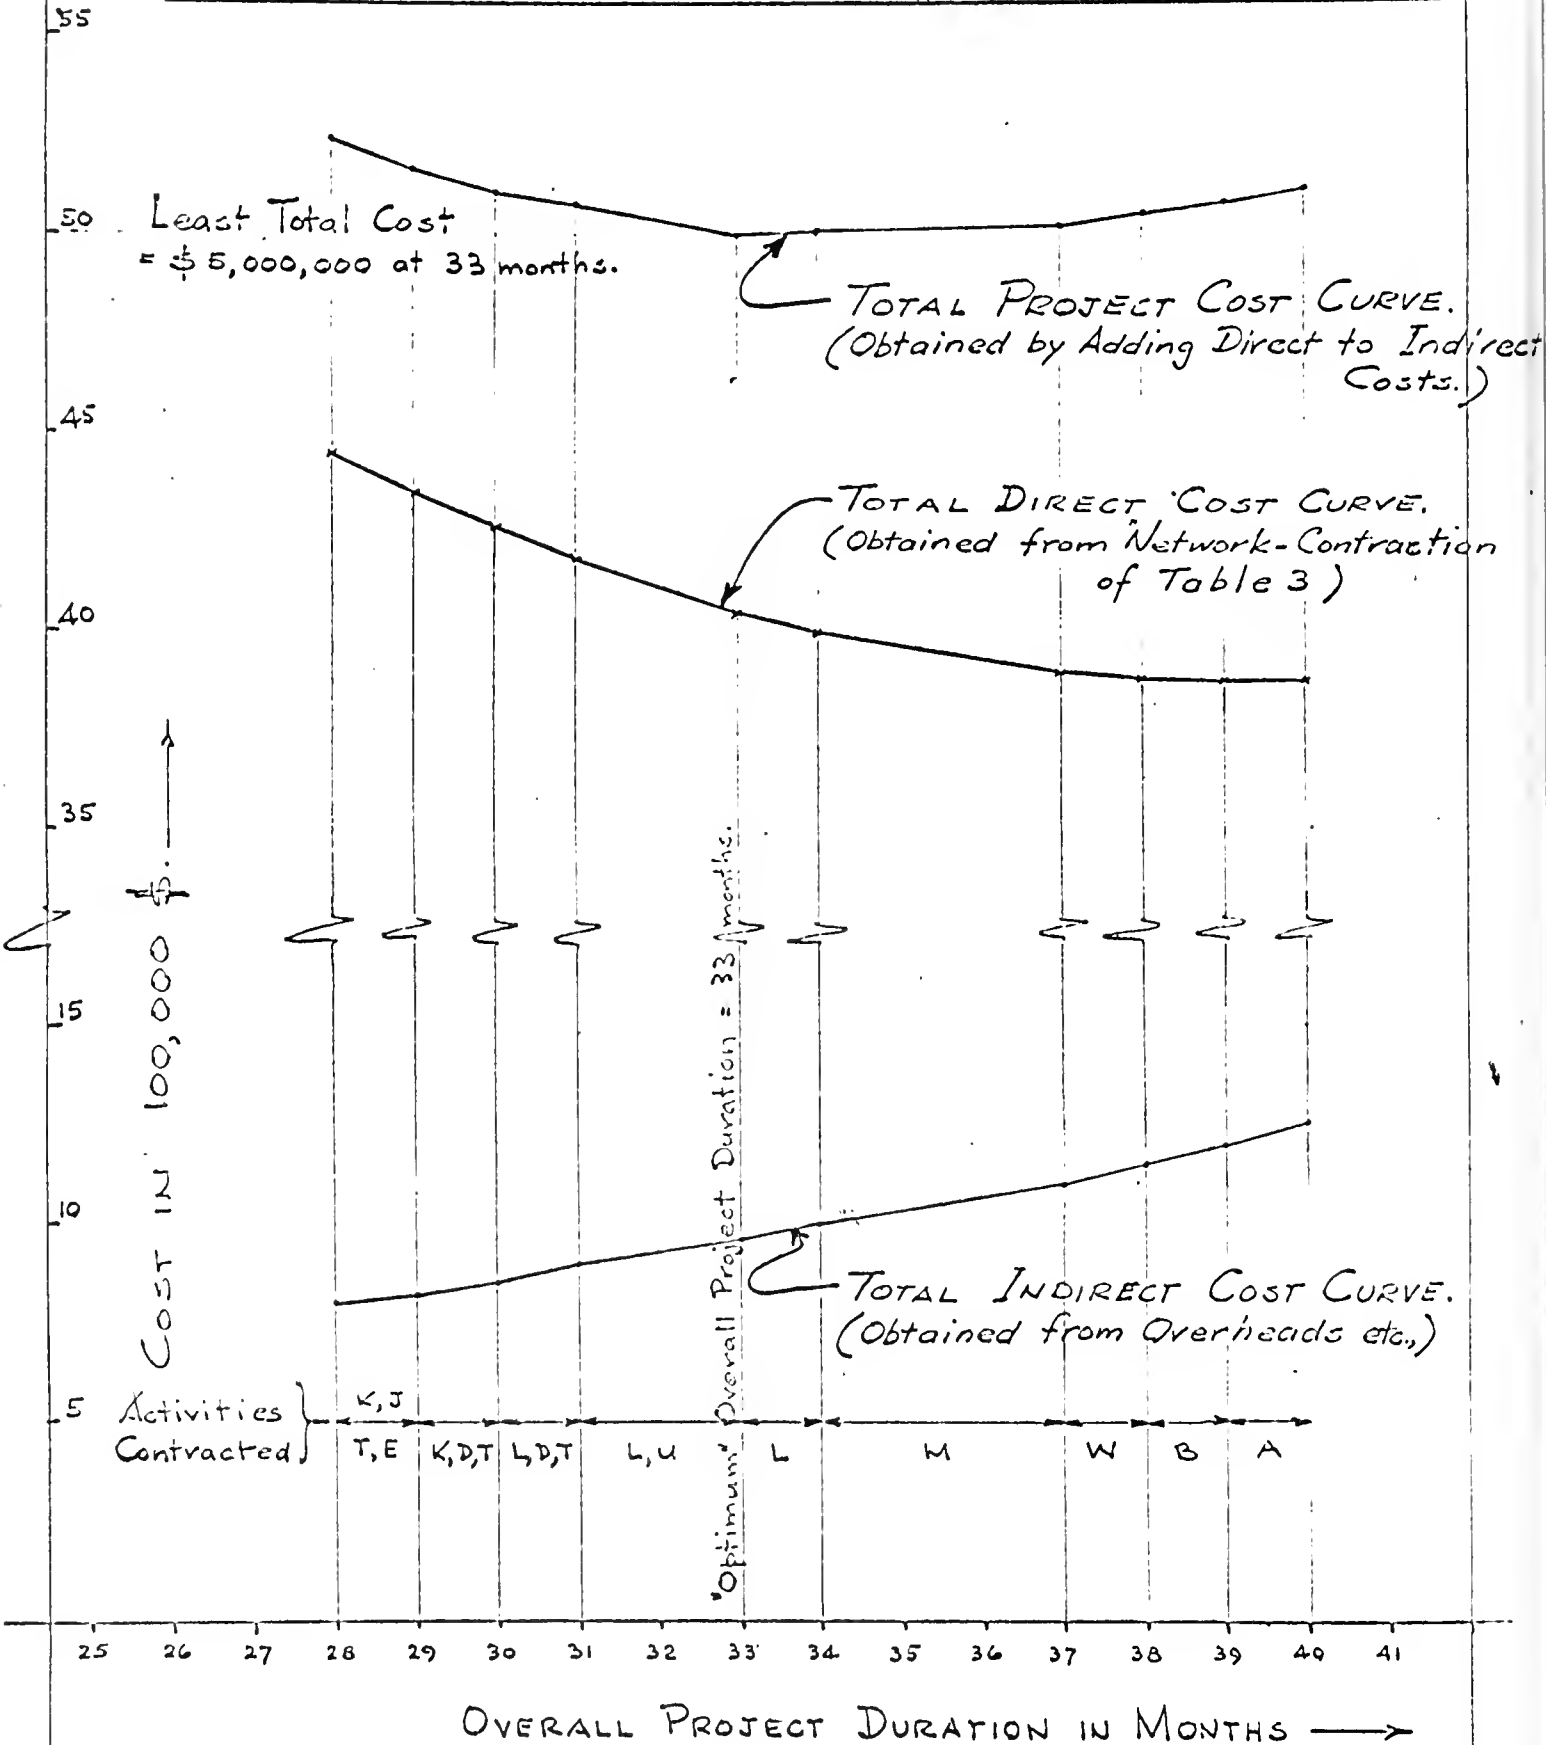 55
50
Least Total Cost
= $ 5,000,000 at 33 months.
TOTAL PROJECT COST CURVE.
(Obtained by Adding Direct to Indirect
Costs.)
45
TOTAL DIRECT COST CURVE.
(Obtained from Network-Contraction
of Table 3)
40
35
COST IN 100,000 $.
"Optimum" Overall Project Duration = 33 months.
15
10
TOTAL INDIRECT COST CURVE.
(Obtained from Overheads etc.,)
5
Activities
Contracted
K, J
T, E K, D, T L, D, T L, U L M W B A
25 26 27 28 29 30 31 32 33 34 35 36 37 38 39 40 41
OVERALL PROJECT DURATION IN MONTHS